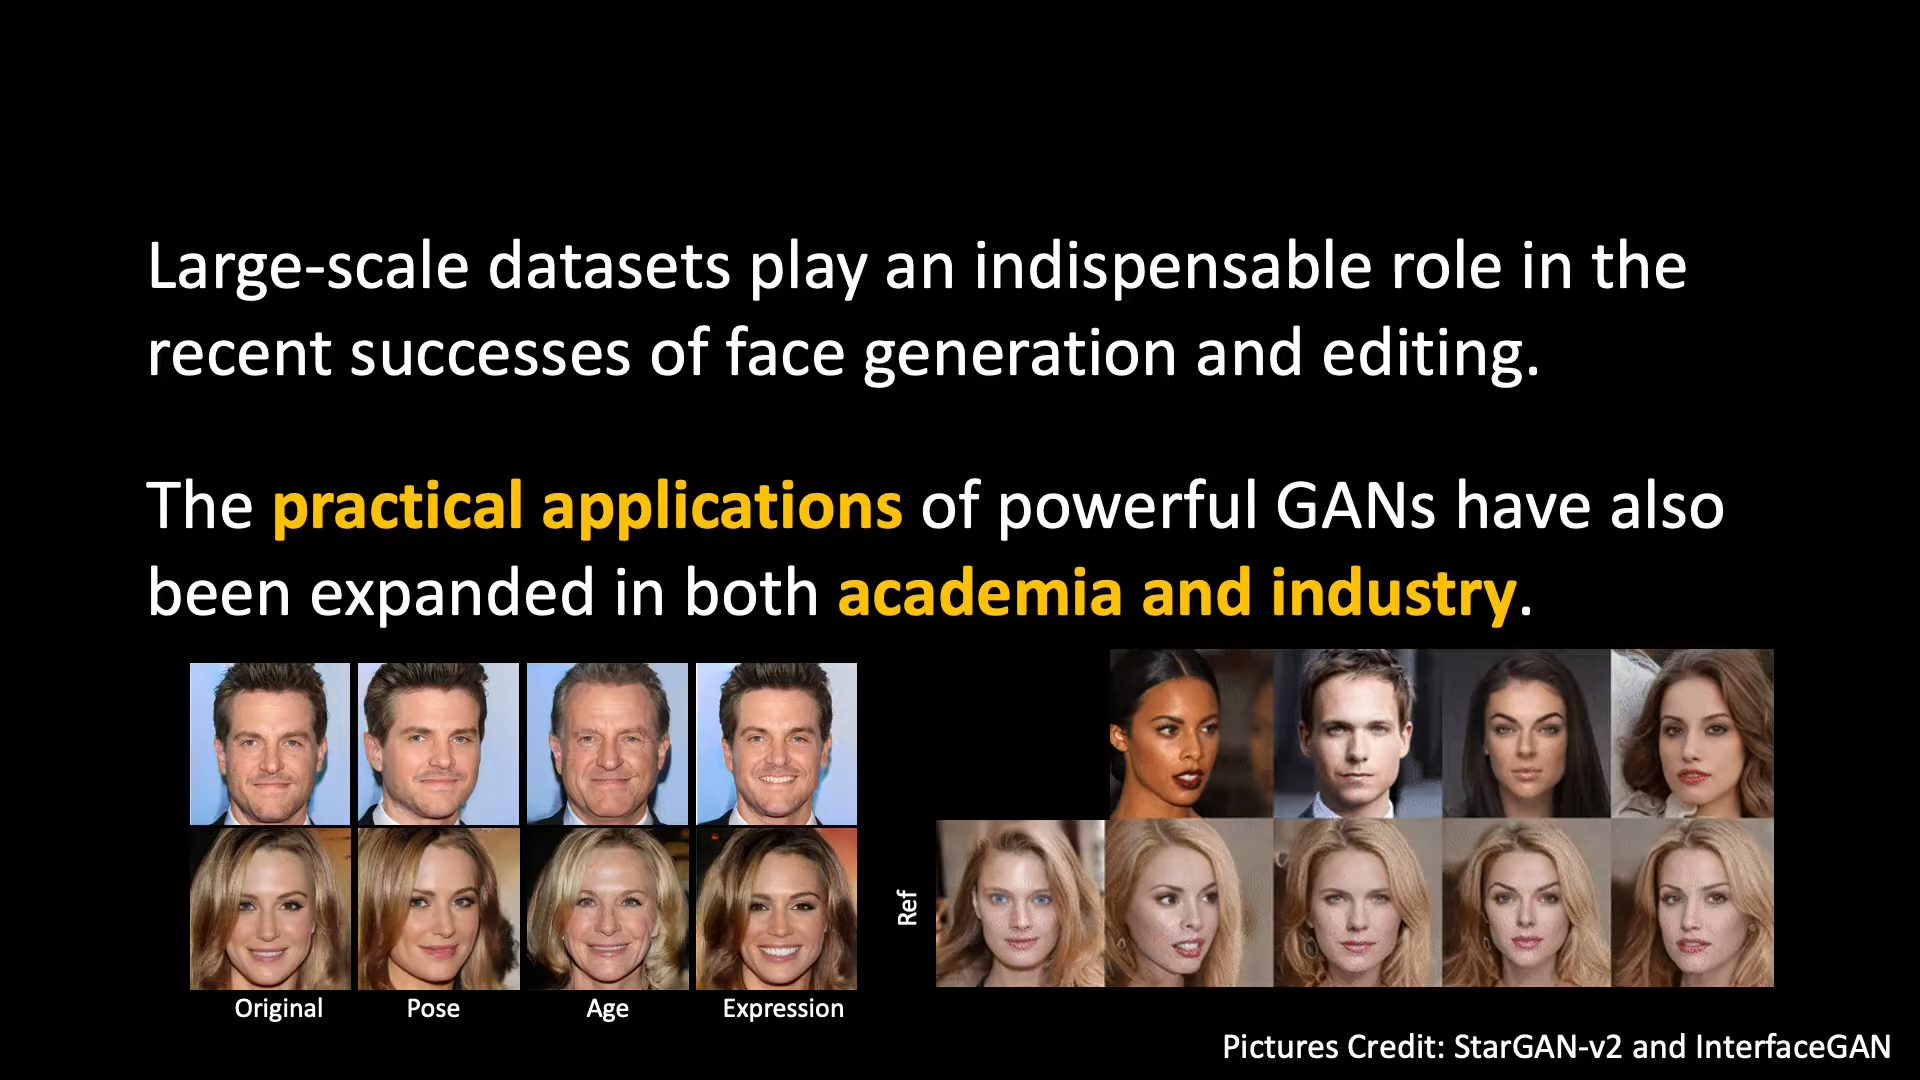 Large-scale datasets play an indispensable role in the
recent successes of face generation and editing.
The practical applications of powerful GANs have also
been expanded in both academia and industry.
Original Pose Age Expression
Ref
Pictures Credit: StarGAN-v2 and InterfaceGAN